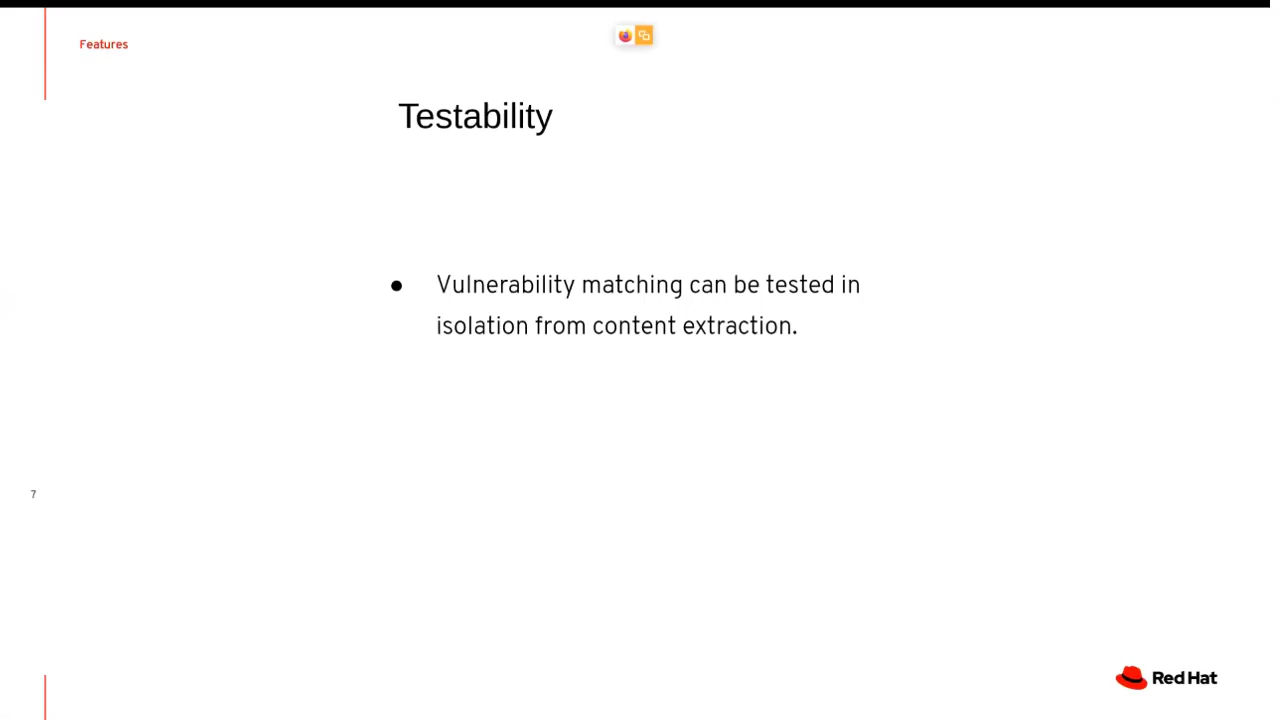 Features
Testability
● Vulnerability matching can be tested in
isolation from content extraction.
7
Red Hat